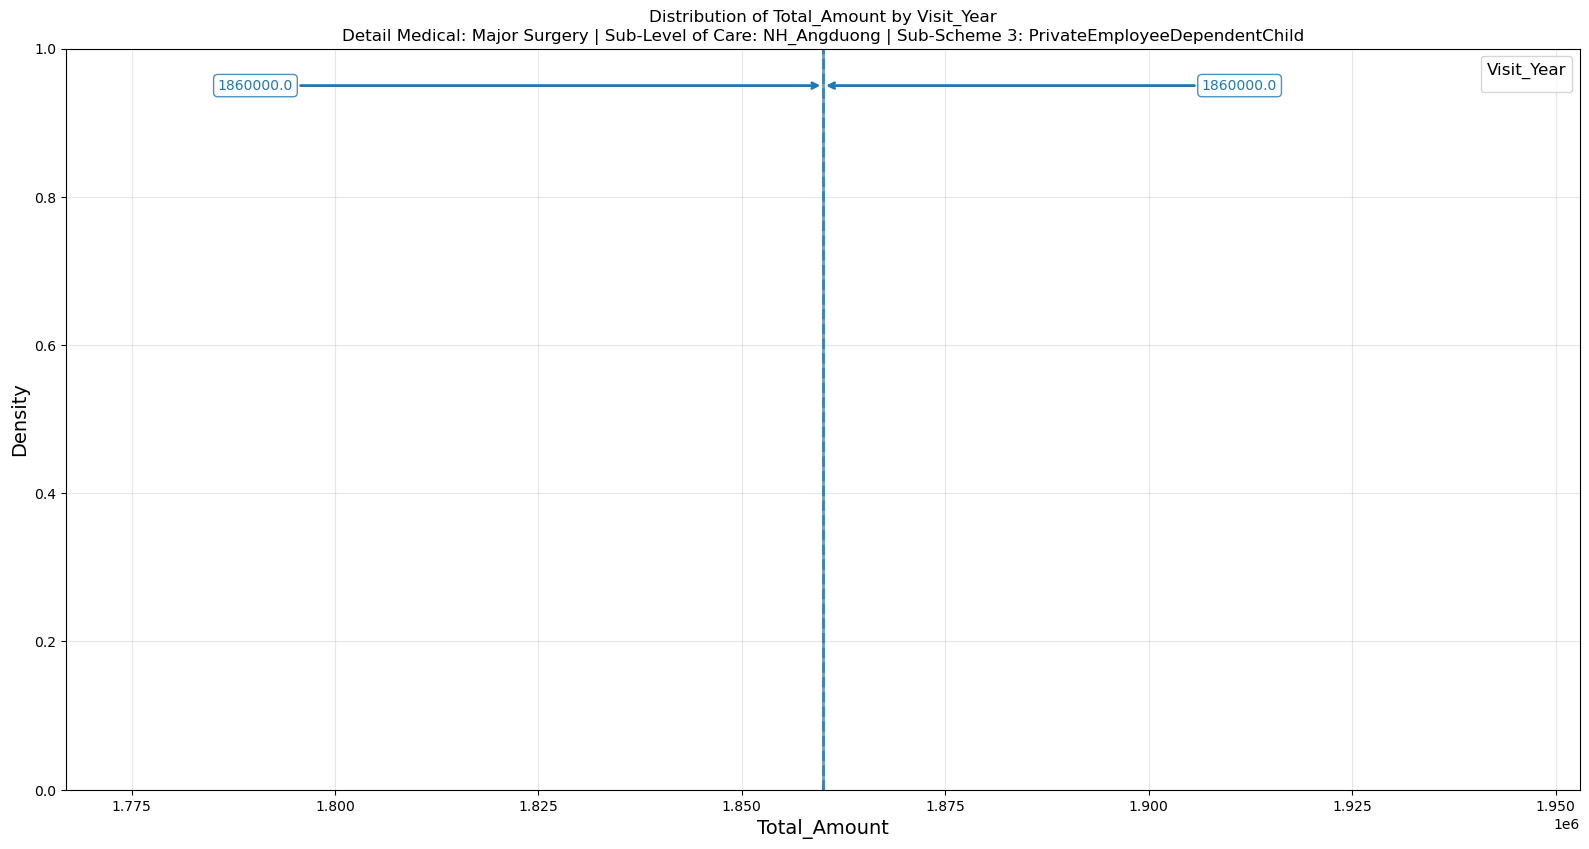 Distribution of Total_Amount by Visit_Year
Detail Medical: Major Surgery | Sub-Level of Care: NH_Angduong | Sub-Scheme 3: PrivateEmployeeDependentChild
1.0
0.8
0.6
0.4
0.2
0.0
Density
1860000.0
1860000.0
Visit_Year
1.775
1.800
1.825
1.850
1.875
1.900
1.925
1.950
1e6
Total_Amount